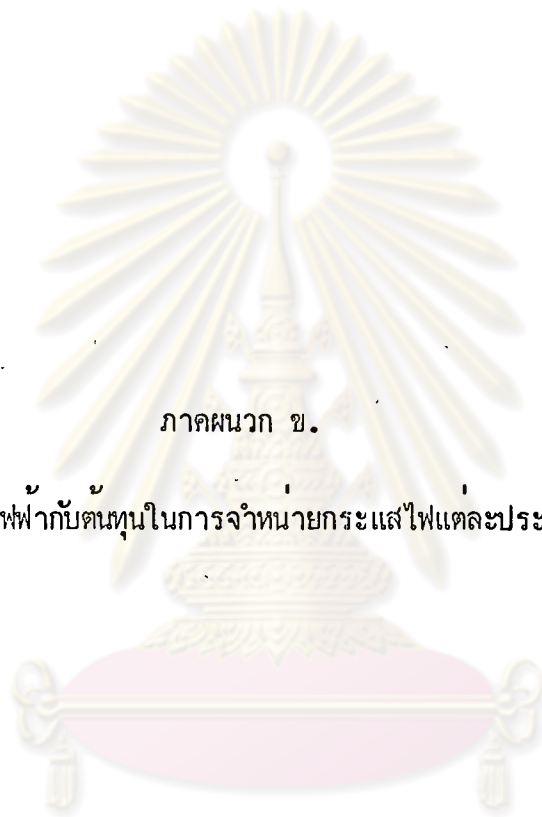 ภาคผนวก ข.
ฟฟ้ากับต้นทุนในการจำหน่ายกระแสไฟแต่ละประ